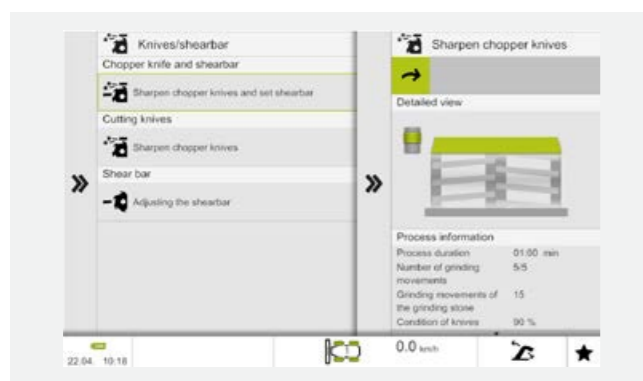 Knives/shearbar
Chopper knife and shearbar
Sharpen chopper knives and set shearbar
Cutting knives
Sharpen chopper knives
Shear bar
Adjusting the shearbar
Sharpen chopper knives
Detailed view
Process information
Process duration 01:00 min
Number of grinding 5/5
movements
Grinding movements of 15
the grinding stone
Condition of knives 90 %
22.04. 10:18
0.0 km/h